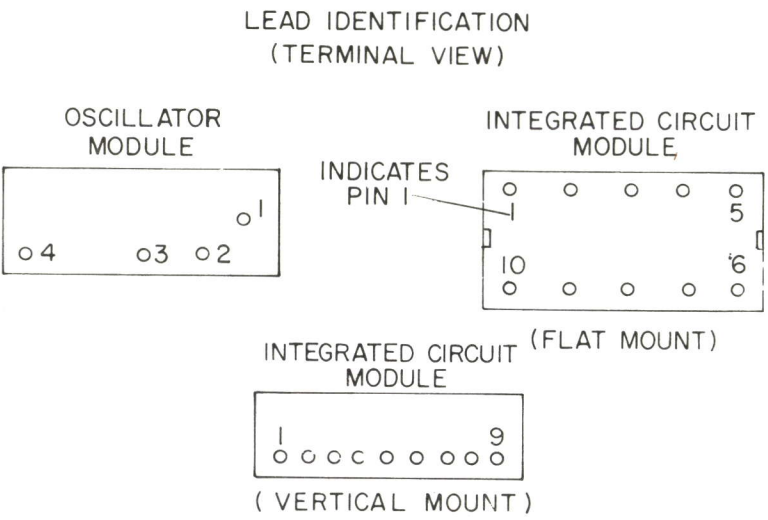 LEAD IDENTIFICATION
(TERMINAL VIEW)
OSCILLATOR
MODULE
1
4 3 2
INTEGRATED CIRCUIT
MODULE
INDICATES
PIN 1
1 5
10 6
(FLAT MOUNT)
INTEGRATED CIRCUIT
MODULE
1 9
(VERTICAL MOUNT)